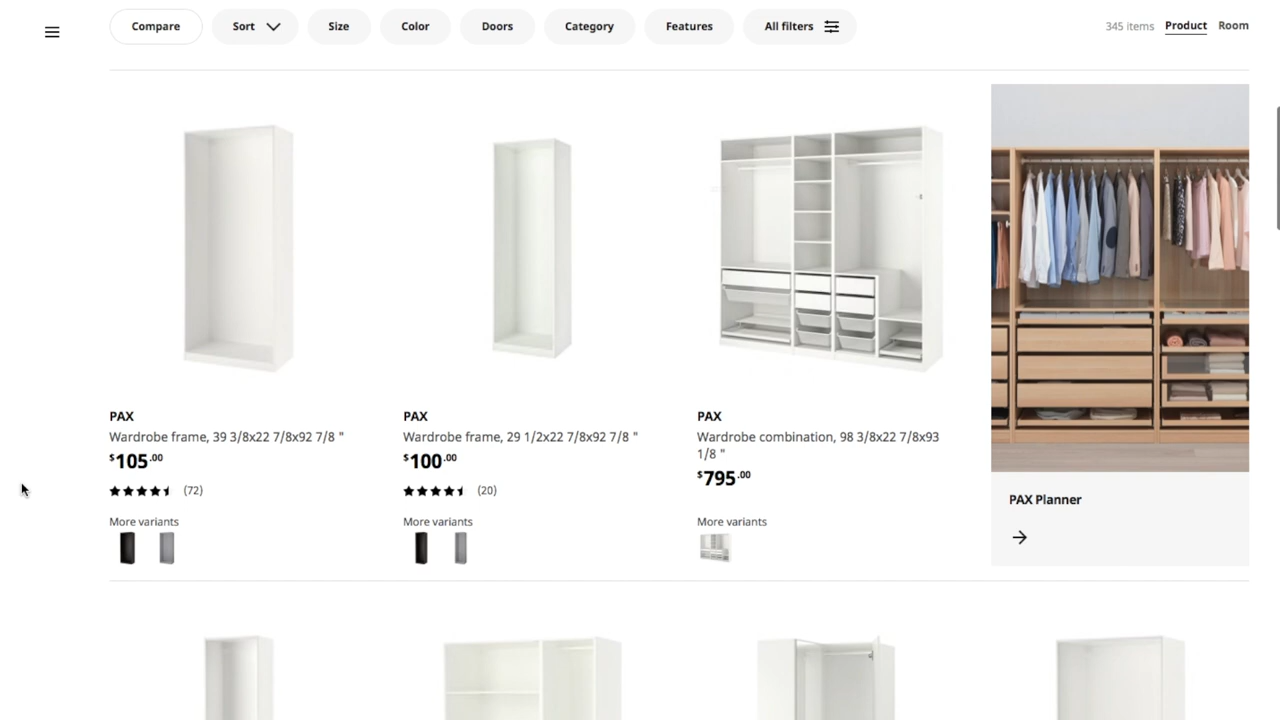 Compare
Sort
Size
Color
Doors
Category
Features
All filters
345 items
Product
Room
PAX
Wardrobe frame, 39 3/8x22 7/8x92 7/8 "
$105.00
(72)
More variants
PAX
Wardrobe frame, 29 1/2x22 7/8x92 7/8 "
$100.00
(20)
More variants
PAX
Wardrobe combination, 98 3/8x22 7/8x93
1/8 "
$795.00
More variants
PAX Planner